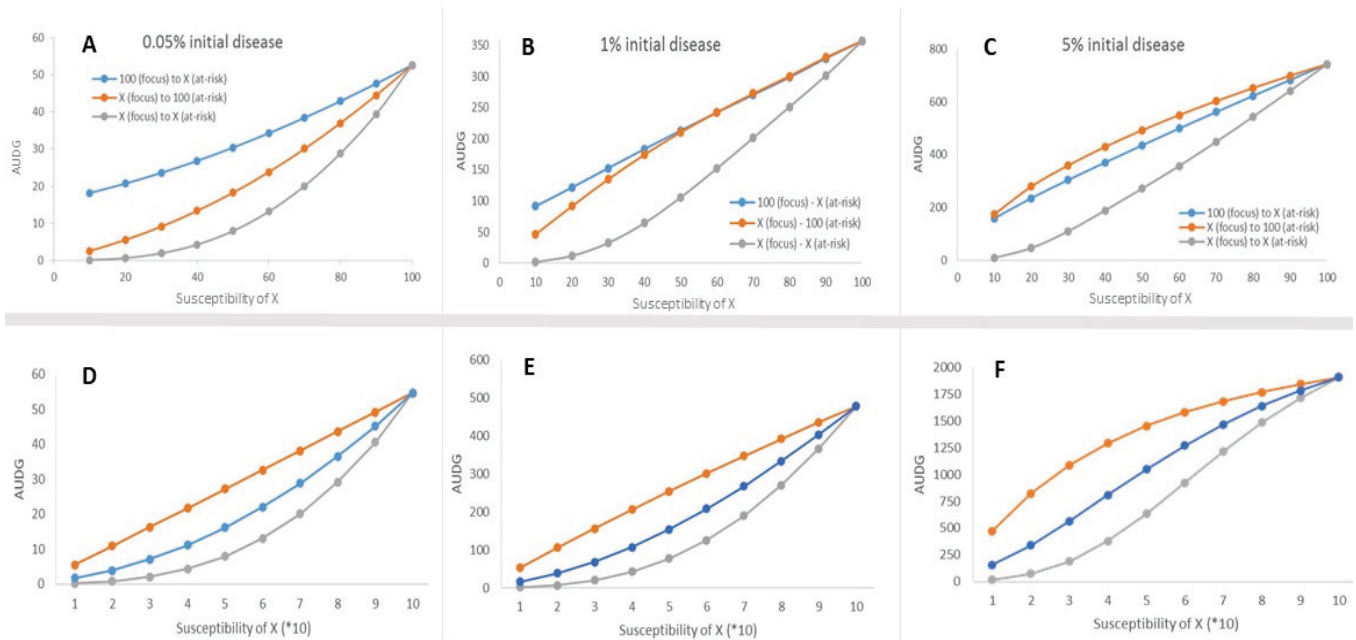 A
0.05% initial disease
60
50
40
30
20
10
0
AUDG
100 (focus) to X (at-risk)
X (focus) to 100 (at-risk)
X (focus) to X (at-risk)
0 20 40 60 80 100
Susceptibility of X
B
1% initial disease
350
300
250
200
150
100
50
0
AUDG
100 (focus) - X (at-risk)
X (focus) - 100 (at-risk)
X (focus) - X (at-risk)
0 10 20 30 40 50 60 70 80 90 100
Susceptibility of X
C
5% initial disease
800
600
400
200
0
AUDG
100 (focus) to X (at-risk)
X (focus) to 100 (at-risk)
X (focus) to X (at-risk)
0 10 20 30 40 50 60 70 80 90 100
Susceptibility of X
D
60
50
40
30
20
10
0
AUDG
1 2 3 4 5 6 7 8 9 10
Susceptibility of X (*10)
E
600
500
400
300
200
100
0
AUDG
1 2 3 4 5 6 7 8 9 10
Susceptibility of X (*10)
F
2000
1750
1500
1250
1000
750
500
250
0
AUDG
1 2 3 4 5 6 7 8 9 10
Susceptibility of X (*10)